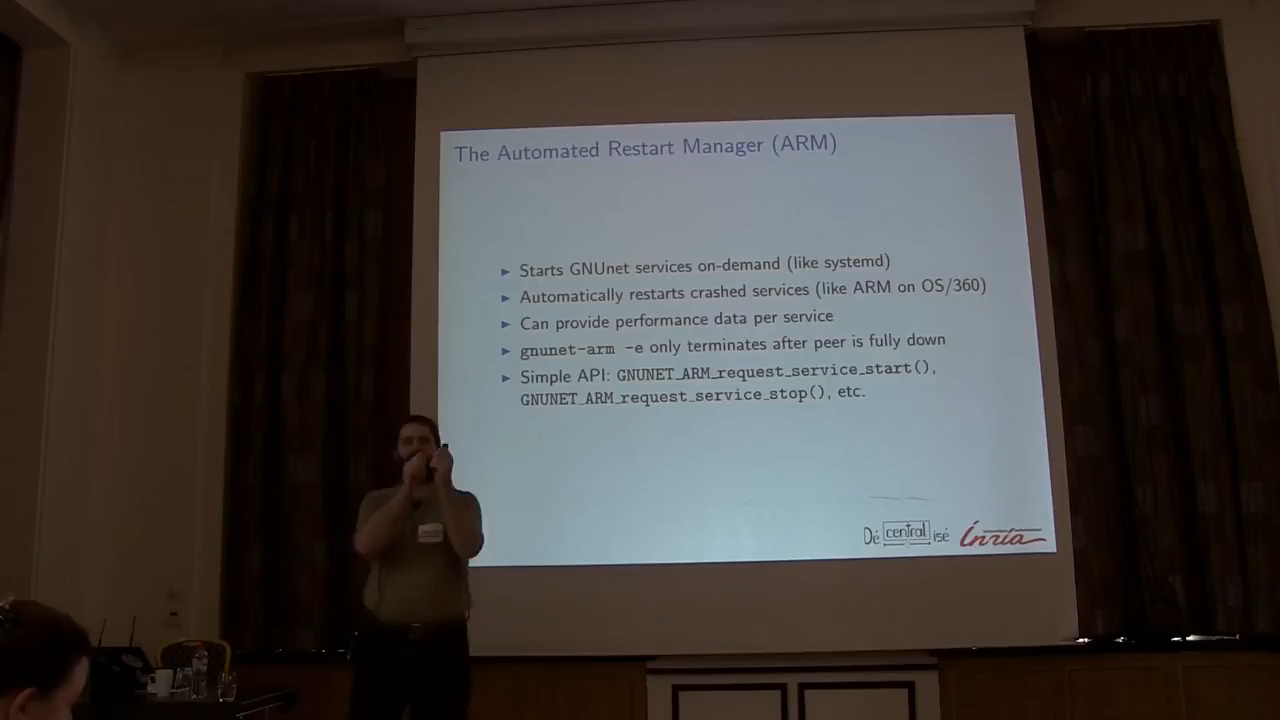 The Automated Restart Manager (ARM)
▶ Starts GNUnet services on-demand (like systemd)
▶ Automatically restarts crashed services (like ARM on OS/360)
▶ Can provide performance data per service
▶ gnunet-arm -e only terminates after peer is fully down
▶ Simple API: GNUNET_ARM_request_service_start(),
GNUNET_ARM_request_service_stop(), etc.
Dé central isé Inria